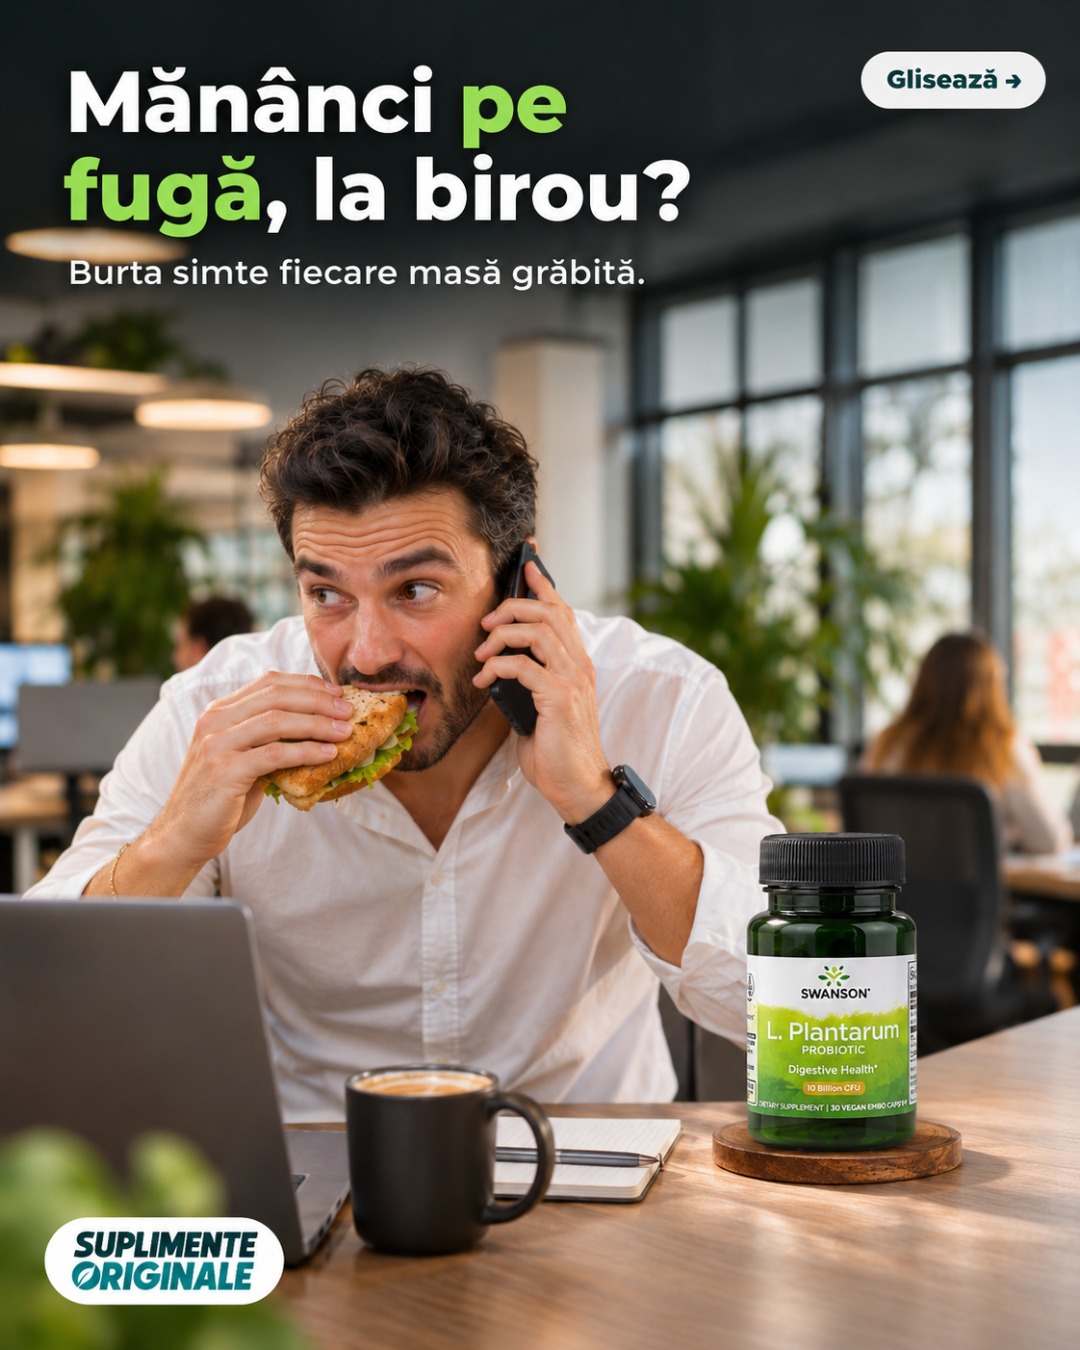 Mănânci pe
fugă, la birou?
Burta simte fiecare masă grăbită.
Glisează →
SWANSON
L. Plantarum
PROBIOTIC
Digestive Health*
10 Billion CFU
DIETARY SUPPLEMENT | 30 VEGAN EMBO CAPS
SUPLIMENTE
ORIGINALE